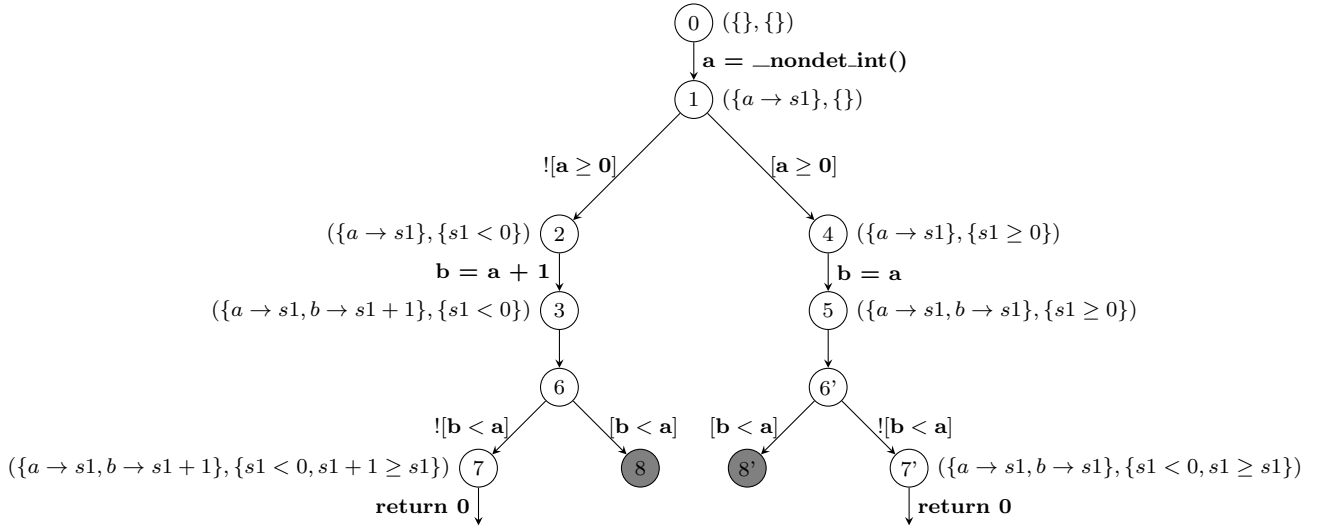 0 ({}, {})
a = __nondet_int()
1 ({a → s1}, {})
![a ≥ 0] [a ≥ 0]
({a → s1}, {s1 < 0}) 2 4 ({a → s1}, {s1 ≥ 0})
b = a + 1 b = a
({a → s1, b → s1 + 1}, {s1 < 0}) 3 5 ({a → s1, b → s1}, {s1 ≥ 0})
6 6'
![b < a] [b < a] [b < a] ![b < a]
({a → s1, b → s1 + 1}, {s1 < 0, s1 + 1 ≥ s1}) 7 8 8' 7' ({a → s1, b → s1}, {s1 < 0, s1 ≥ s1})
return 0 return 0